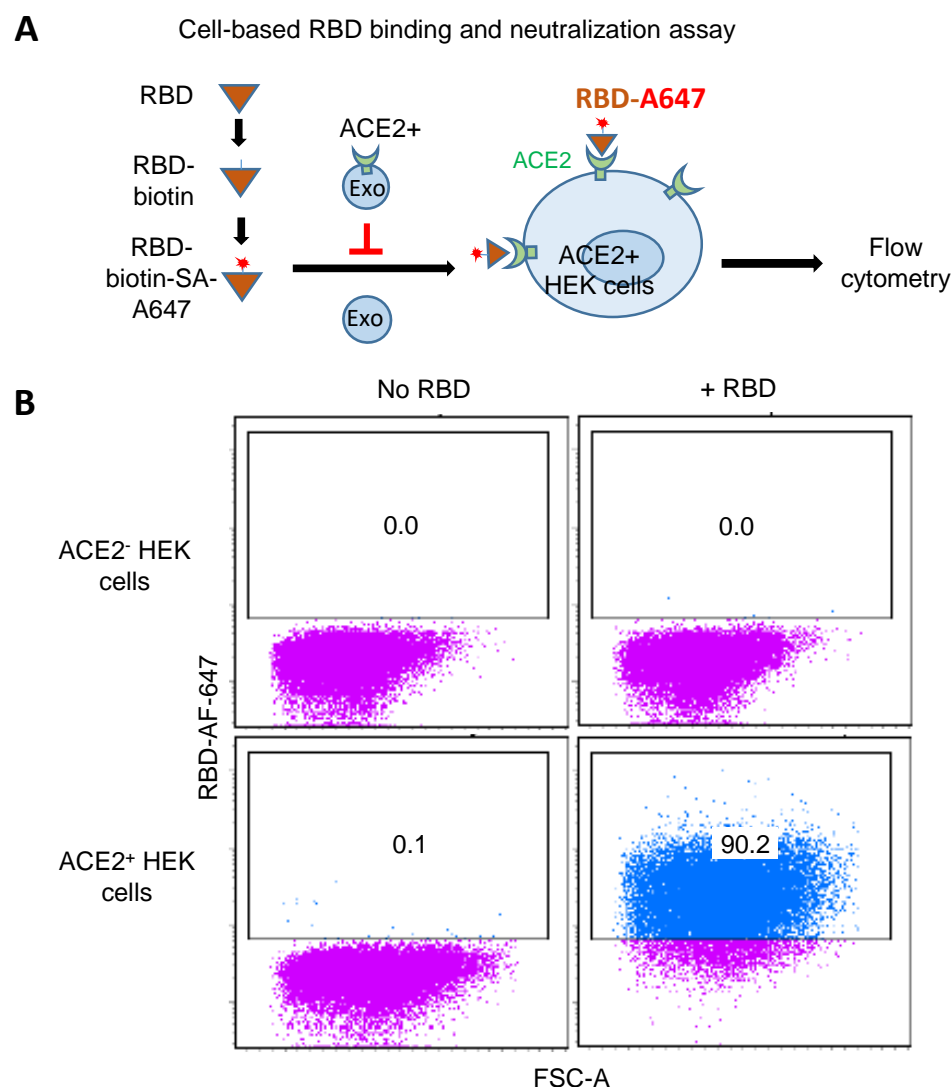 A
Cell-based RBD binding and neutralization assay
RBD
RBD-
biotin
RBD-
biotin-SA-
A647
ACE2+
Exo
Exo
RBD-A647
ACE2
ACE2+
HEK cells
Flow
cytometry
B
No RBD
+ RBD
ACE2⁻ HEK
cells
0.0
0.0
RBD-AF-647
ACE2⁺ HEK
cells
0.1
90.2
FSC-A